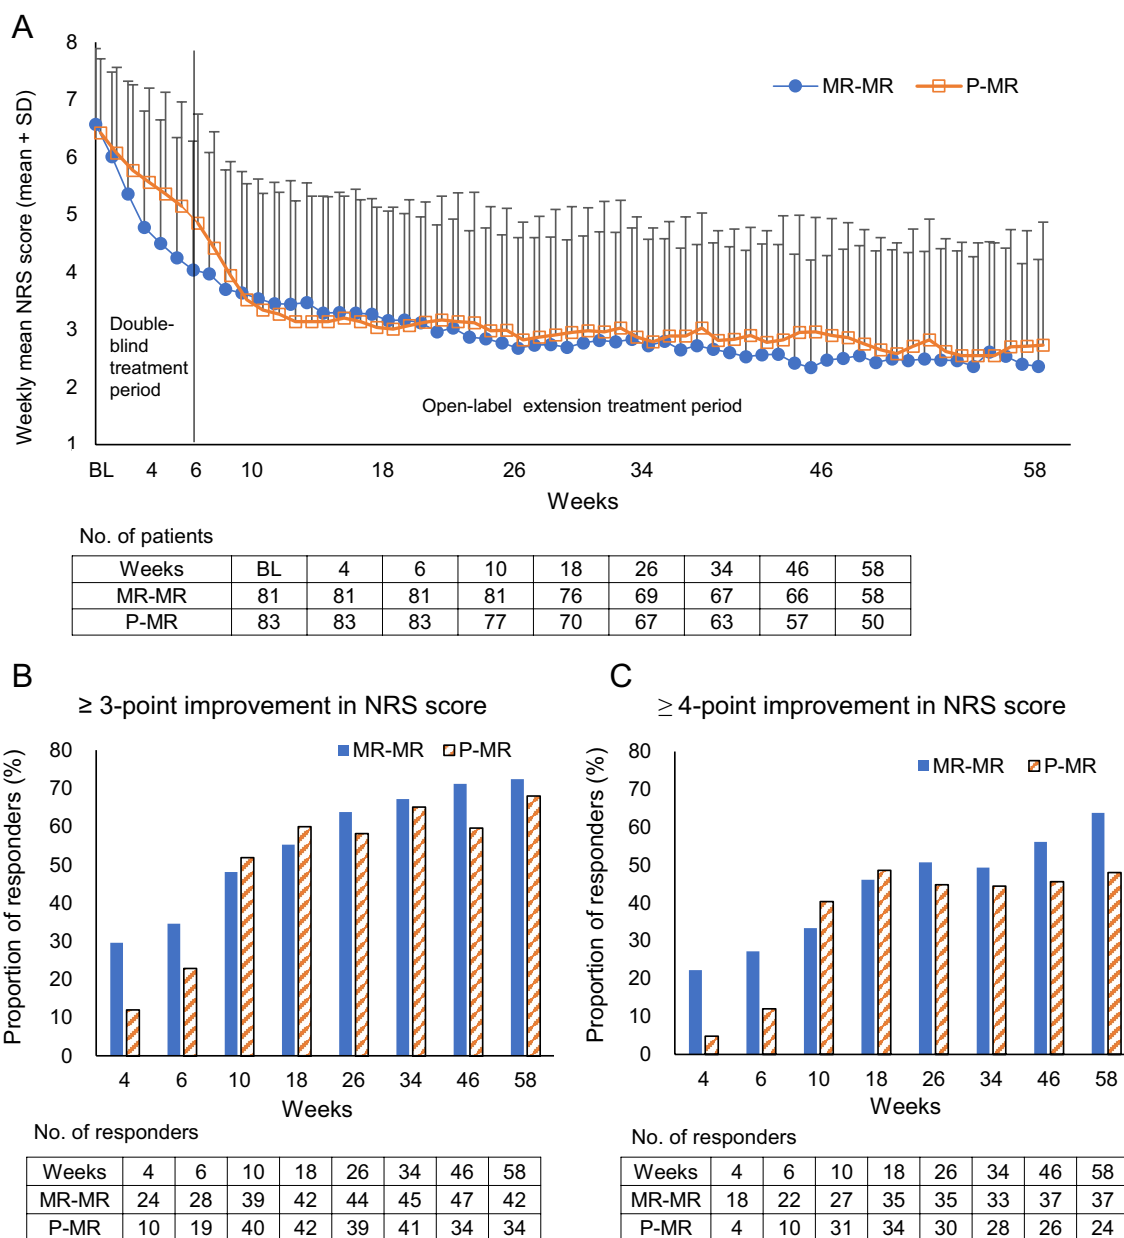 A
8
7
6
5
4
3
2
1
Weekly mean NRS score (mean + SD)
MR-MR P-MR
Double-
blind
treatment
period
Open-label extension treatment period
BL 4 6 10 18 26 34 46 58
Weeks
No. of patients
Weeks BL 4 6 10 18 26 34 46 58
MR-MR 81 81 81 81 76 69 67 66 58
P-MR 83 83 83 77 70 67 63 57 50
B
≥ 3-point improvement in NRS score
MR-MR P-MR
80
70
60
50
40
30
20
10
0
Proportion of responders (%)
4 6 10 18 26 34 46 58
Weeks
No. of responders
Weeks 4 6 10 18 26 34 46 58
MR-MR 24 28 39 42 44 45 47 42
P-MR 10 19 40 42 39 41 34 34
C
≥ 4-point improvement in NRS score
MR-MR P-MR
80
70
60
50
40
30
20
10
0
Proportion of responders (%)
4 6 10 18 26 34 46 58
Weeks
No. of responders
Weeks 4 6 10 18 26 34 46 58
MR-MR 18 22 27 35 35 33 37 37
P-MR 4 10 31 34 30 28 26 24